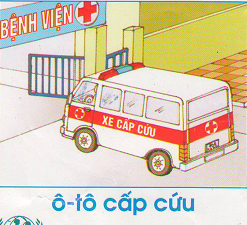 BỆNH VIỆN
XE CẤP CỨU
ô-tô cấp cứu